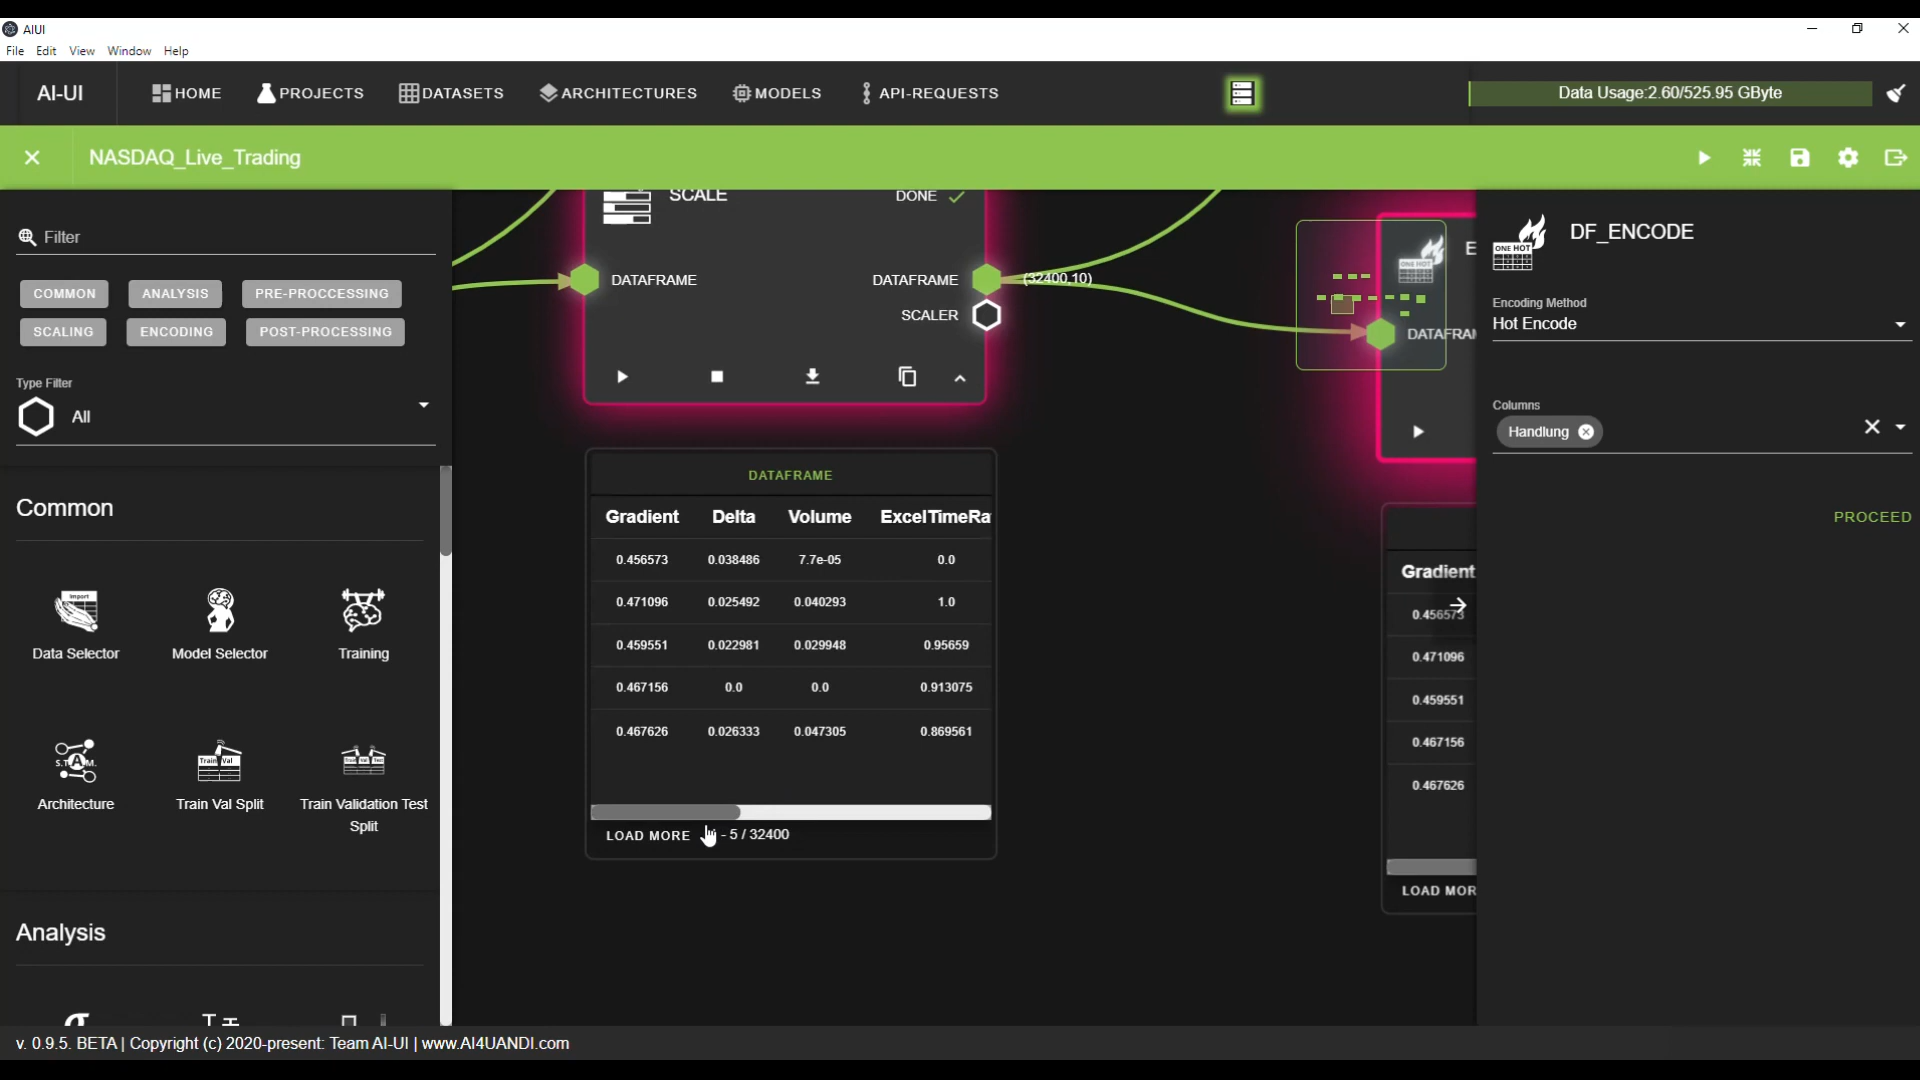 AIUI
File Edit View Window Help
AI-UI HOME PROJECTS DATASETS ARCHITECTURES MODELS API-REQUESTS Data Usage:2.60/525.95 GByte
NASDAQ_Live_Trading
Filter
COMMON ANALYSIS PRE-PROCCESSING
SCALING ENCODING POST-PROCESSING
Type Filter
All
Common
Import
Data Selector Model Selector Training
S.T.A.M.
Train Val
Architecture Train Val Split Train Validation Test
Split
Analysis
SCALE DONE
DATAFRAME DATAFRAME (32400,10)
SCALER
DATAFRAME
Gradient Delta Volume ExcelTimeRa
0.456573 0.038486 7.7e-05 0.0
0.471096 0.025492 0.040293 1.0
0.459551 0.022981 0.029948 0.95659
0.467156 0.0 0.0 0.913075
0.467626 0.026333 0.047305 0.869561
LOAD MORE - 5 / 32400
ONE HOT
E
DATAFRA
Gradient
0.456573
0.471096
0.459551
0.467156
0.467626
LOAD MOR
ONE HOT
DF_ENCODE
Encoding Method
Hot Encode
Columns
Handlung
PROCEED
v. 0.9.5. BETA | Copyright (c) 2020-present: Team AI-UI | www.AI4UANDI.com